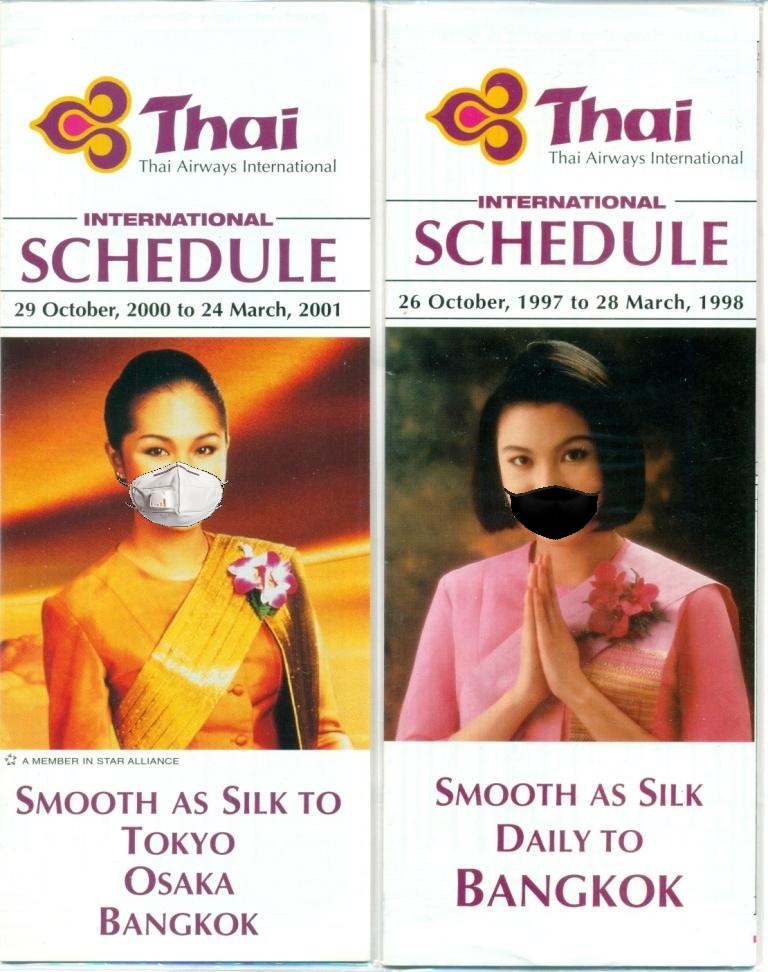 Thai
Thai Airways International
INTERNATIONAL
SCHEDULE
29 October, 2000 to 24 March, 2001
A MEMBER IN STAR ALLIANCE
SMOOTH AS SILK TO
TOKYO
OSAKA
BANGKOK
Thai
Thai Airways International
INTERNATIONAL
SCHEDULE
26 October, 1997 to 28 March, 1998
SMOOTH AS SILK
DAILY TO
BANGKOK